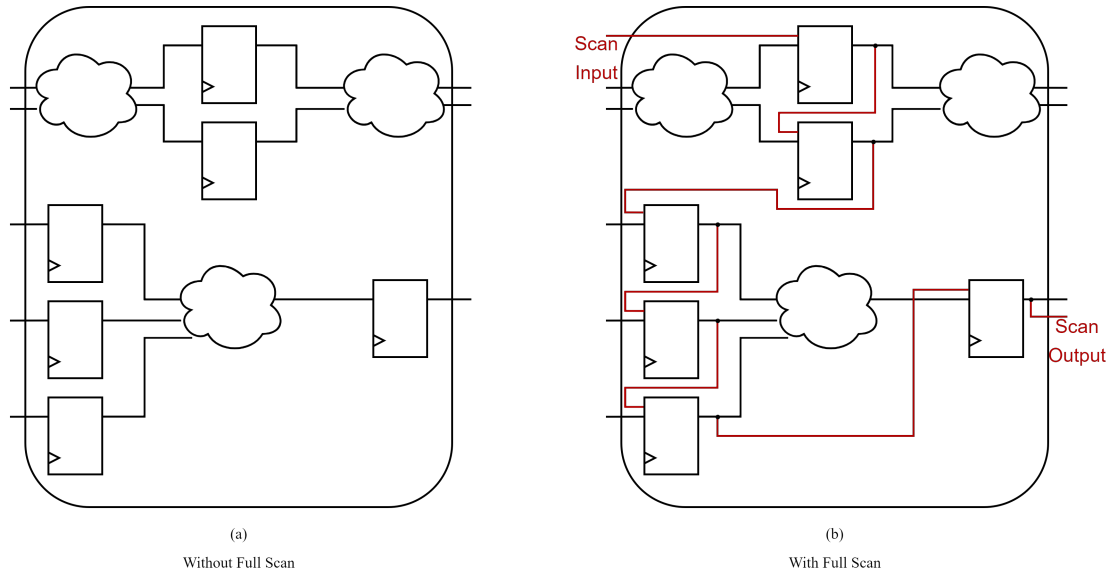 Scan
Input
Scan
Output
(a)
(b)
Without Full Scan
With Full Scan